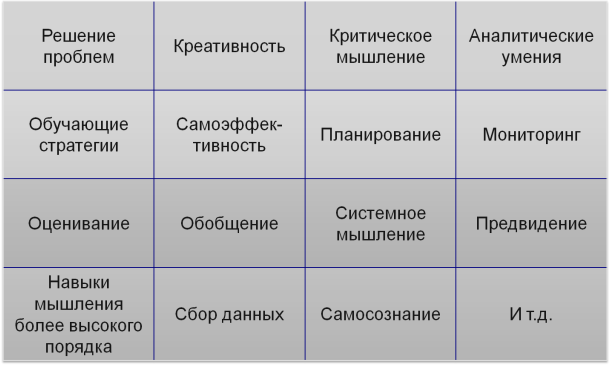 Решение
проблем
Креативность
Критическое
мышление
Аналитические
умения
Обучающие
стратегии
Самоэффек-
тивность
Планирование
Мониторинг
Оценивание
Обобщение
Системное
мышление
Предвидение
Навыки
мышления
более высокого
порядка
Сбор данных
Самосознание
И т.д.